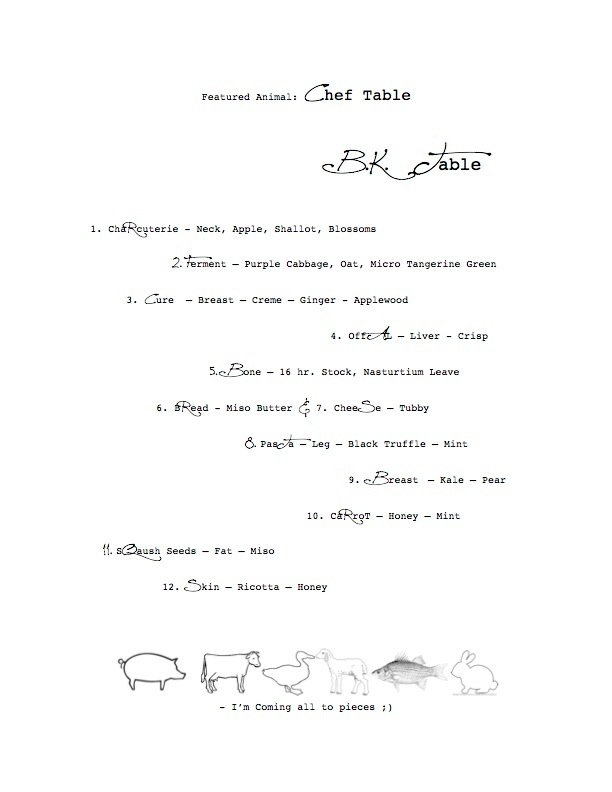 Featured Animal: Chef Table
B.K. Table
1. ChaRcuterie – Neck, Apple, Shallot, Blossoms
2. Ferment – Purple Cabbage, Oat, Micro Tangerine Green
3. Cure – Breast – Creme – Ginger – Applewood
4. OffAL – Liver – Crisp
5. Bone – 16 hr. Stock, Nasturtium Leave
6. BRead – Miso Butter & 7. CheeSe – Tubby
8. Pasta – Leg – Black Truffle – Mint
9. Breast – Kale – Pear
10. CaRroT – Honey – Mint
11. SQaush Seeds – Fat – Miso
12. Skin – Ricotta – Honey
– I'm Coming all to pieces ;)